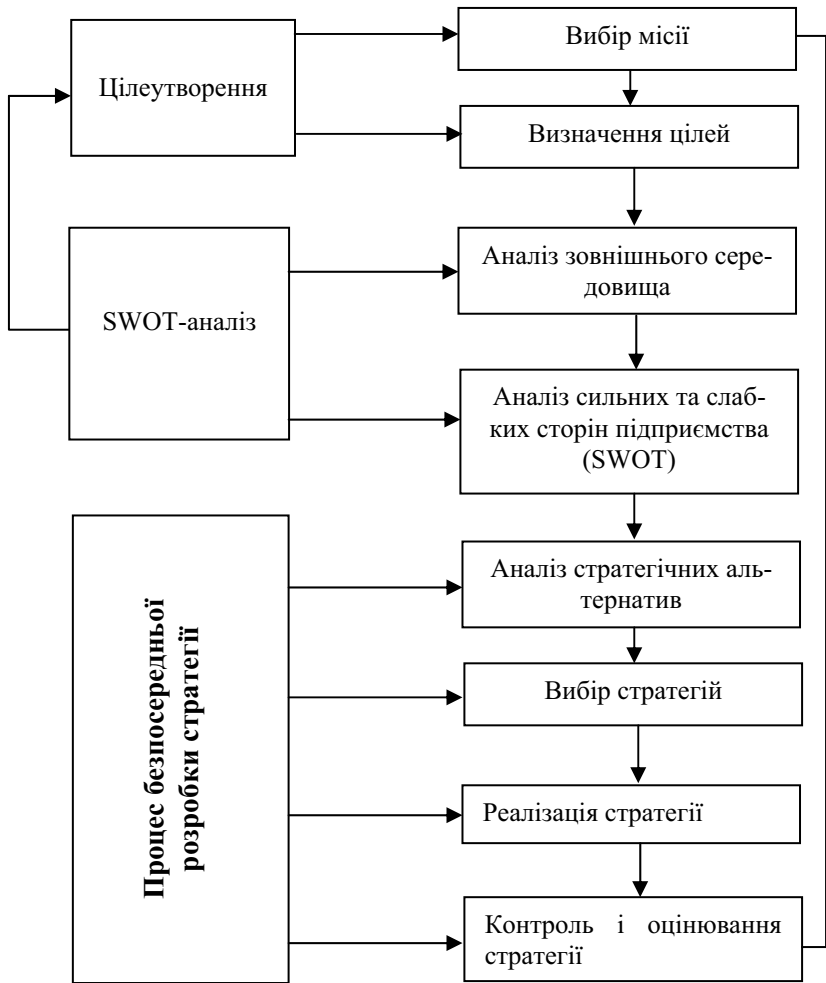 Вибір місії
Цілеутворення
Визначення цілей
Аналіз зовнішнього сере-
довища
SWOT-аналіз
Аналіз сильних та слаб-
ких сторін підприємства
(SWOT)
Аналіз стратегічних аль-
тернатив
Процес безпосередньої
розробки стратегії
Вибір стратегій
Реалізація стратегії
Контроль і оцінювання
стратегії